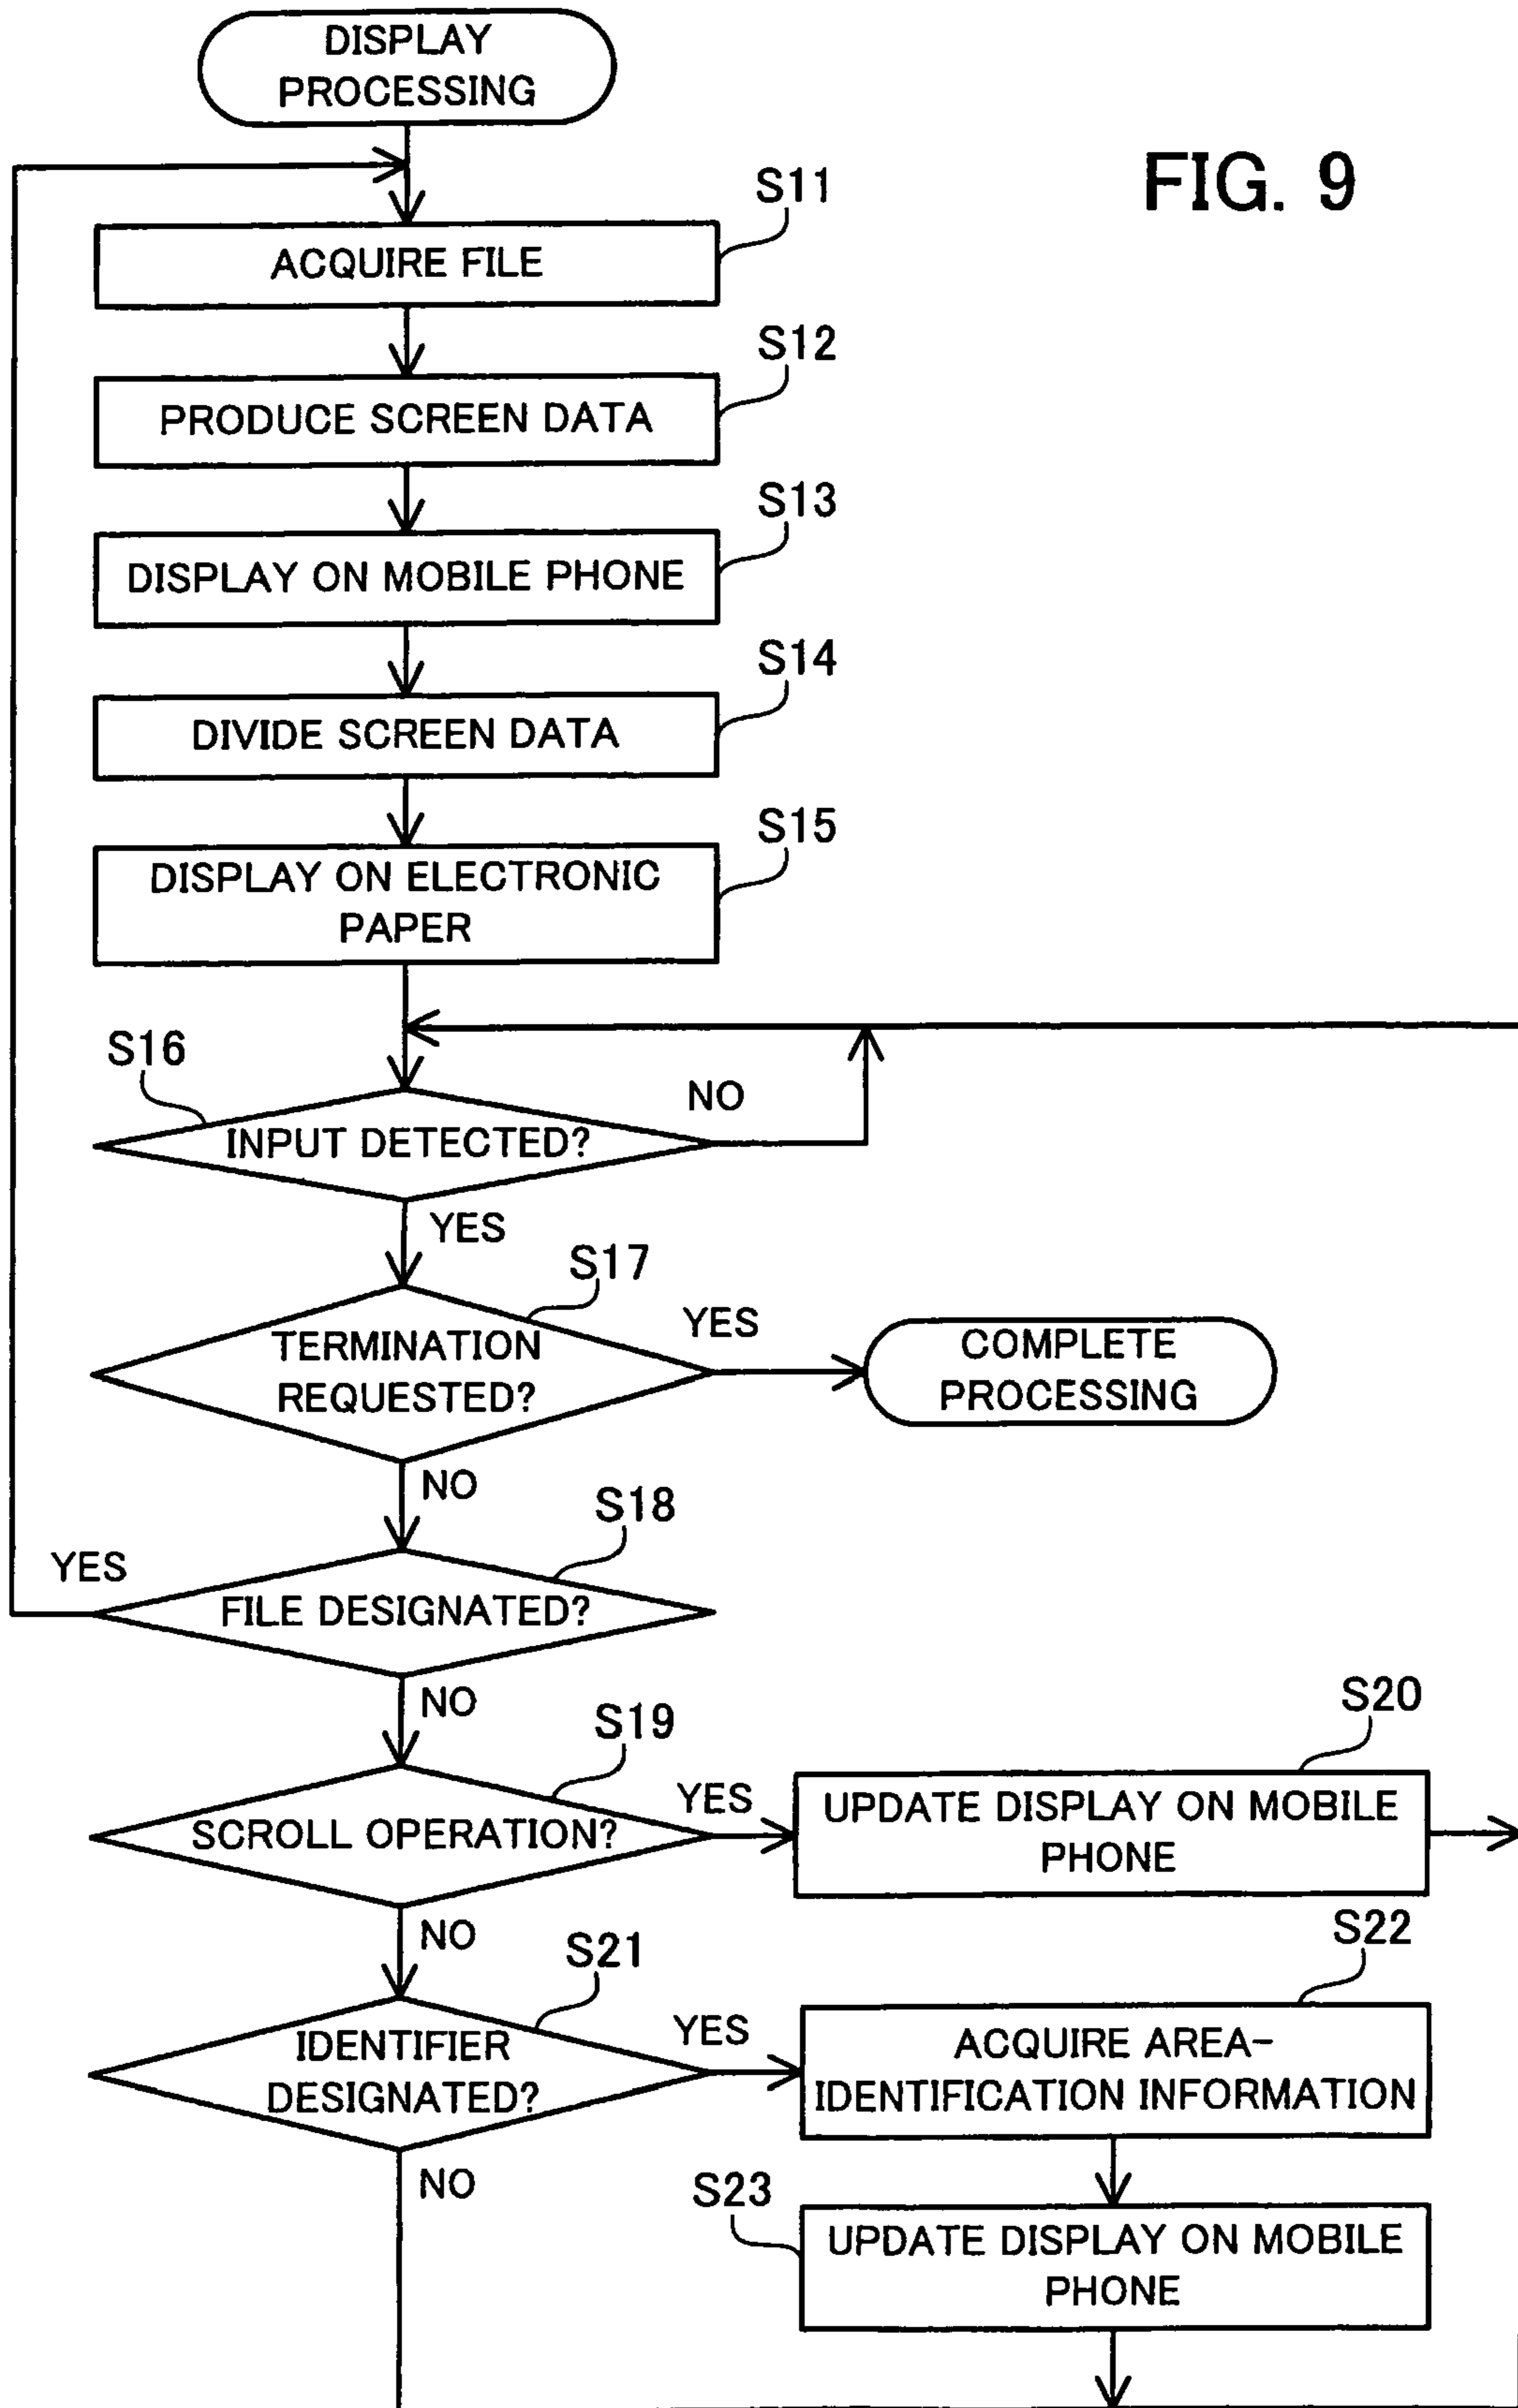 DISPLAY
PROCESSING
FIG. 9
S11
ACQUIRE FILE
S12
PRODUCE SCREEN DATA
S13
DISPLAY ON MOBILE PHONE
S14
DIVIDE SCREEN DATA
S15
DISPLAY ON ELECTRONIC
PAPER
S16
NO
INPUT DETECTED?
YES
S17
YES
TERMINATION
REQUESTED?
COMPLETE
PROCESSING
NO
S18
YES
FILE DESIGNATED?
NO
S19
S20
YES
SCROLL OPERATION?
UPDATE DISPLAY ON MOBILE
PHONE
NO
S21
S22
YES
IDENTIFIER
DESIGNATED?
ACQUIRE AREA-
IDENTIFICATION INFORMATION
NO
S23
UPDATE DISPLAY ON MOBILE
PHONE